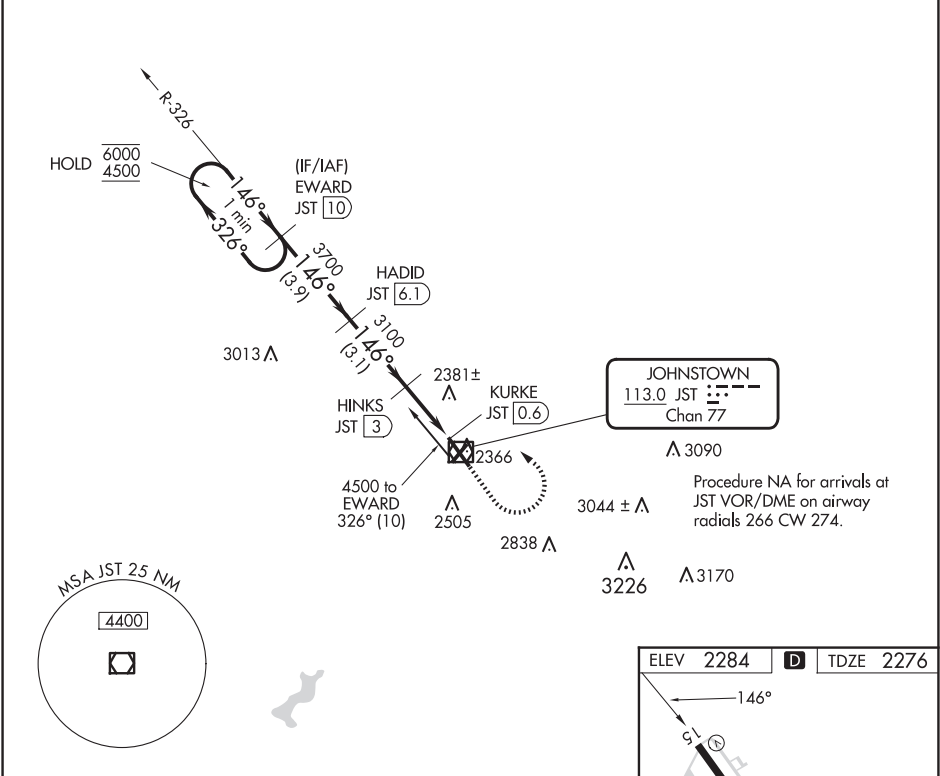 R-326
HOLD 6000
4500
146°
1 min
326°
(IF/IAF)
EWARD
JST 10
3700
146°
(3.9)
HADID
JST 6.1
3100
146°
(3.1)
3013
2381±
HINKS
JST 3
KURKE
JST 0.6
JOHNSTOWN
113.0 JST
Chan 77
2366
3090
4500 to
EWARD
326° (10)
2505
3044 ±
Procedure NA for arrivals at
JST VOR/DME on airway
radials 266 CW 274.
2838
3226
3170
MSA JST 25 NM
4400
ELEV 2284 D TDZE 2276
146°
15
V